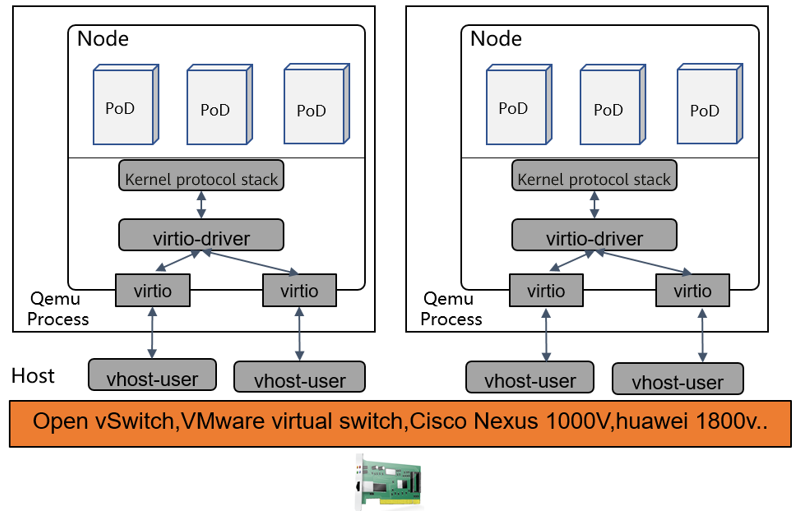 Node
PoD
PoD
PoD
Kernel protocol stack
virtio-driver
virtio
virtio
Qemu
Process
Node
PoD
PoD
PoD
Kernel protocol stack
virtio-driver
virtio
virtio
Qemu
Process
Host
vhost-user
vhost-user
vhost-user
vhost-user
Open vSwitch,VMware virtual switch,Cisco Nexus 1000V,huawei 1800v..